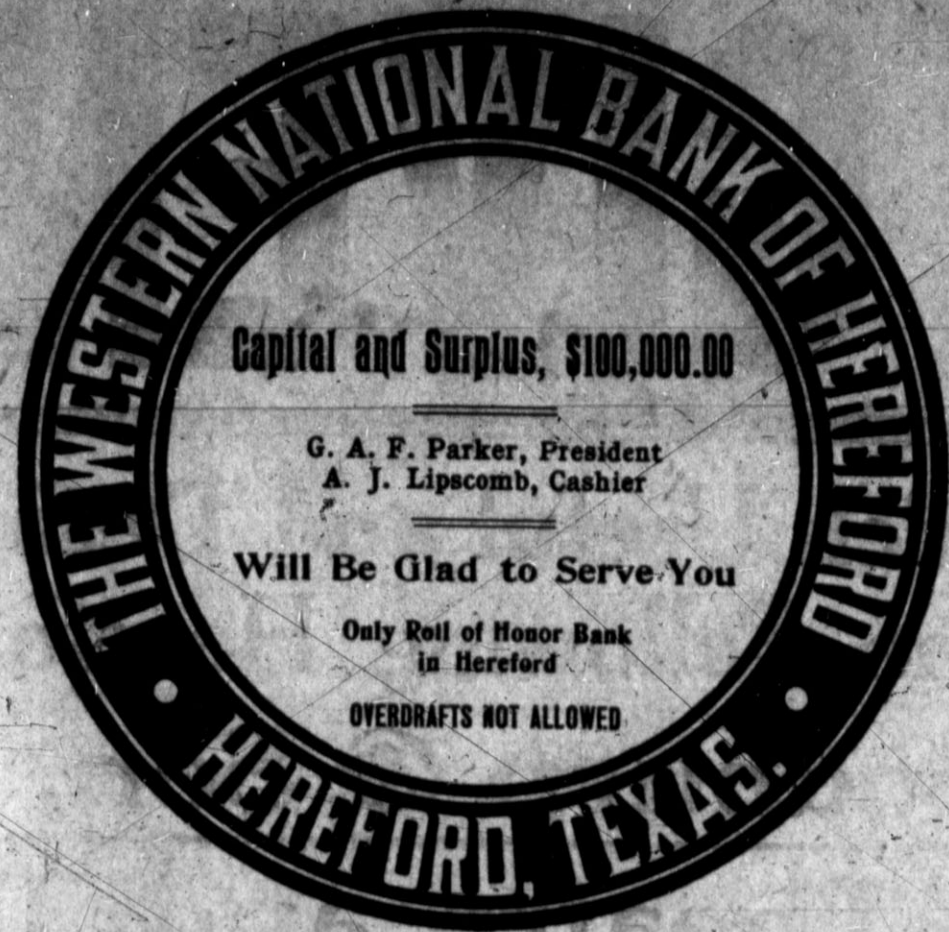 THE WESTERN NATIONAL BANK OF HEREFORD
Capital and Surplus, $100,000.00
G. A. F. Parker, President
A. J. Lipscomb, Cashier
Will Be Glad to Serve You
Only Roll of Honor Bank
in Hereford
OVERDRAFTS NOT ALLOWED
HEREFORD, TEXAS.